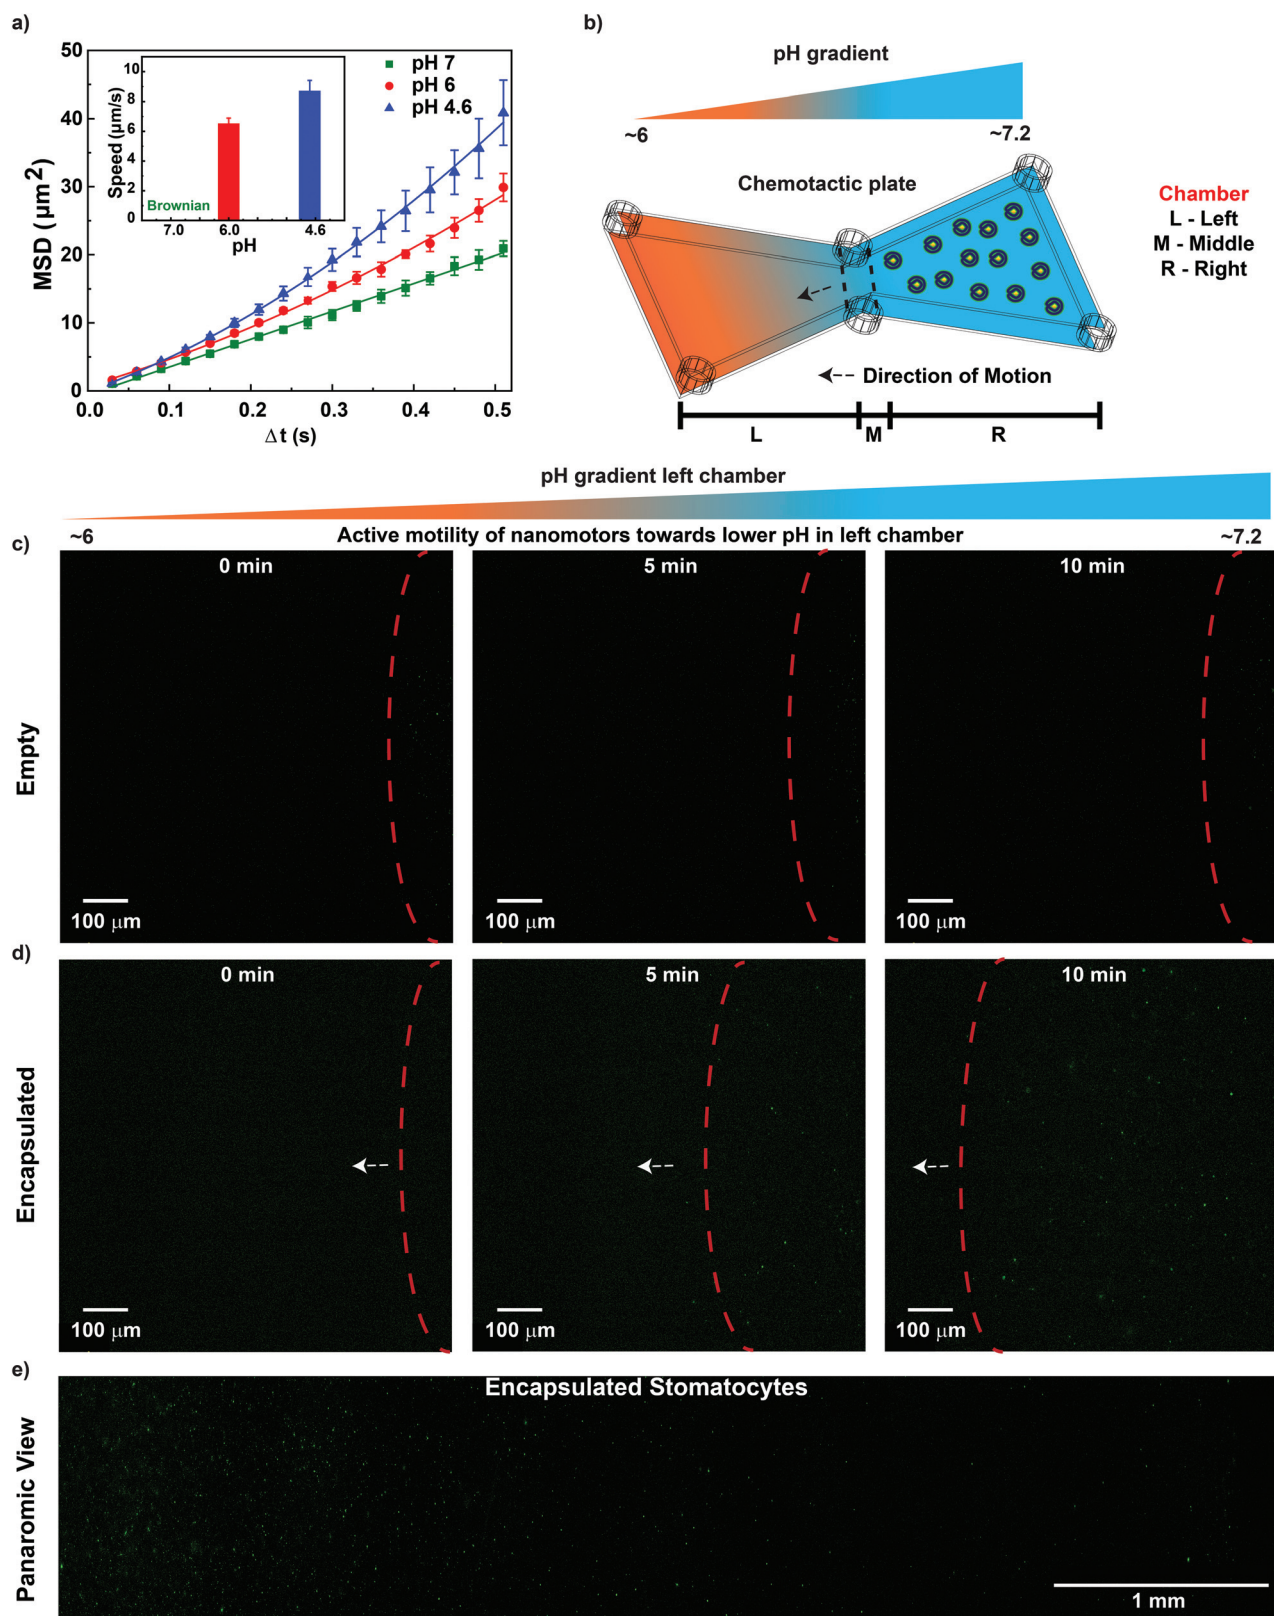 a)
50
40
30
20
10
0
MSD (µm²)
0.0 0.1 0.2 0.3 0.4 0.5
Δt (s)
pH 7
pH 6
pH 4.6
10
8
6
4
2
0
Speed (µm/s)
Brownian
7.0 6.0 4.6
pH
b)
pH gradient
~6
~7.2
Chemotactic plate
Chamber
L - Left
M - Middle
R - Right
Direction of Motion
L M R
pH gradient left chamber
~6
Active motility of nanomotors towards lower pH in left chamber
~7.2
c)
Empty
0 min
5 min
10 min
100 µm
100 µm
100 µm
d)
Encapsulated
0 min
5 min
10 min
100 µm
100 µm
100 µm
e)
Panaromic View
Encapsulated Stomatocytes
1 mm